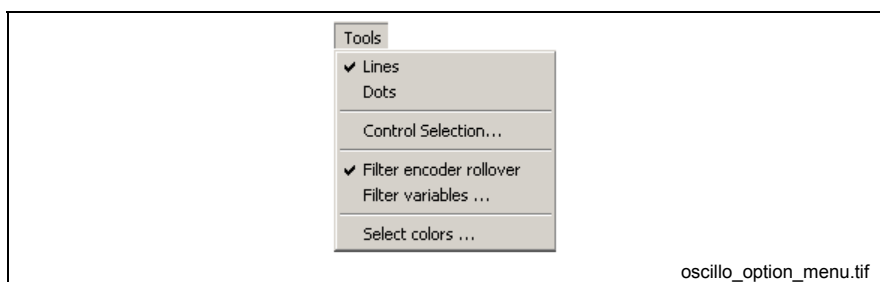 Tools
Lines
Dots
Control Selection...
Filter encoder rollover
Filter variables ...
Select colors ...
oscillo_option_menu.tif